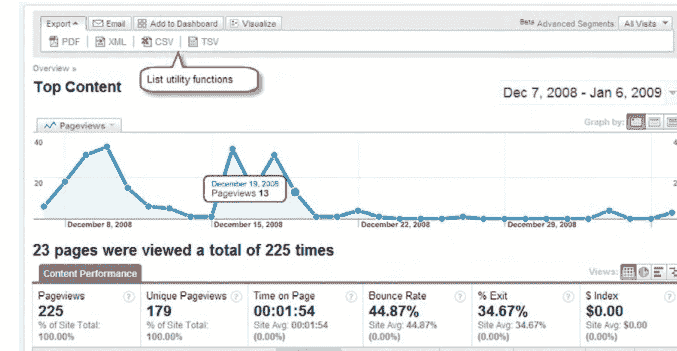 Export Email Add to Dashboard Visualize Beta Advanced Segments: All Visits
PDF XML CSV TSV
List utility functions
Overview »
Top Content
Dec 7, 2008 - Jan 6, 2009
Pageviews
Graph by:
40
20
December 19, 2008
Pageviews 13
December 8, 2008 December 15, 2008 December 22, 2008 December 29, 2008
23 pages were viewed a total of 225 times
Content Performance
Views:
Pageviews Unique Pageviews Time on Page Bounce Rate % Exit $ Index
225 179 00:01:54 44.87% 34.67% $0.00
% of Site Total: % of Site Total: Site Avg: 00:01:54 Site Avg: 44.87% Site Avg: 34.67% Site Avg: $0.00
100.00% 100.00% (0.00%) (0.00%) (0.00%) (0.00%)